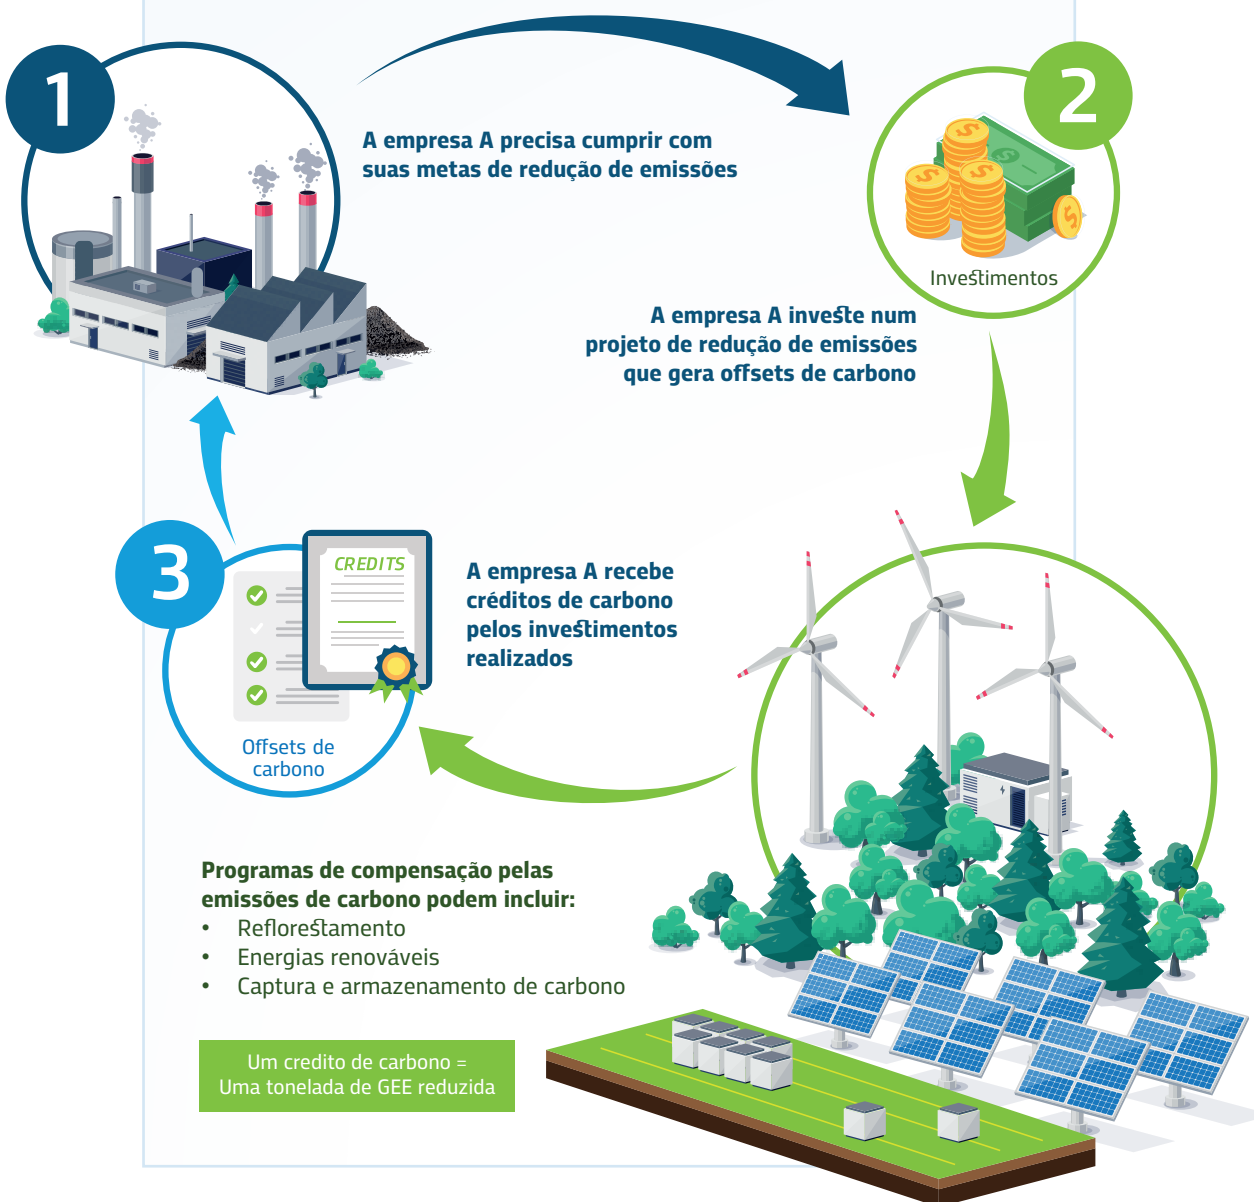 1
A empresa A precisa cumprir com
suas metas de redução de emissões
2
Investimentos
A empresa A investe num
projeto de redução de emissões
que gera offsets de carbono
3
CREDITS
Offsets de
carbono
A empresa A recebe
créditos de carbono
pelos investimentos
realizados
Programas de compensação pelas
emissões de carbono podem incluir:
• Reflorestamento
• Energias renováveis
• Captura e armazenamento de carbono
Um credito de carbono =
Uma tonelada de GEE reduzida